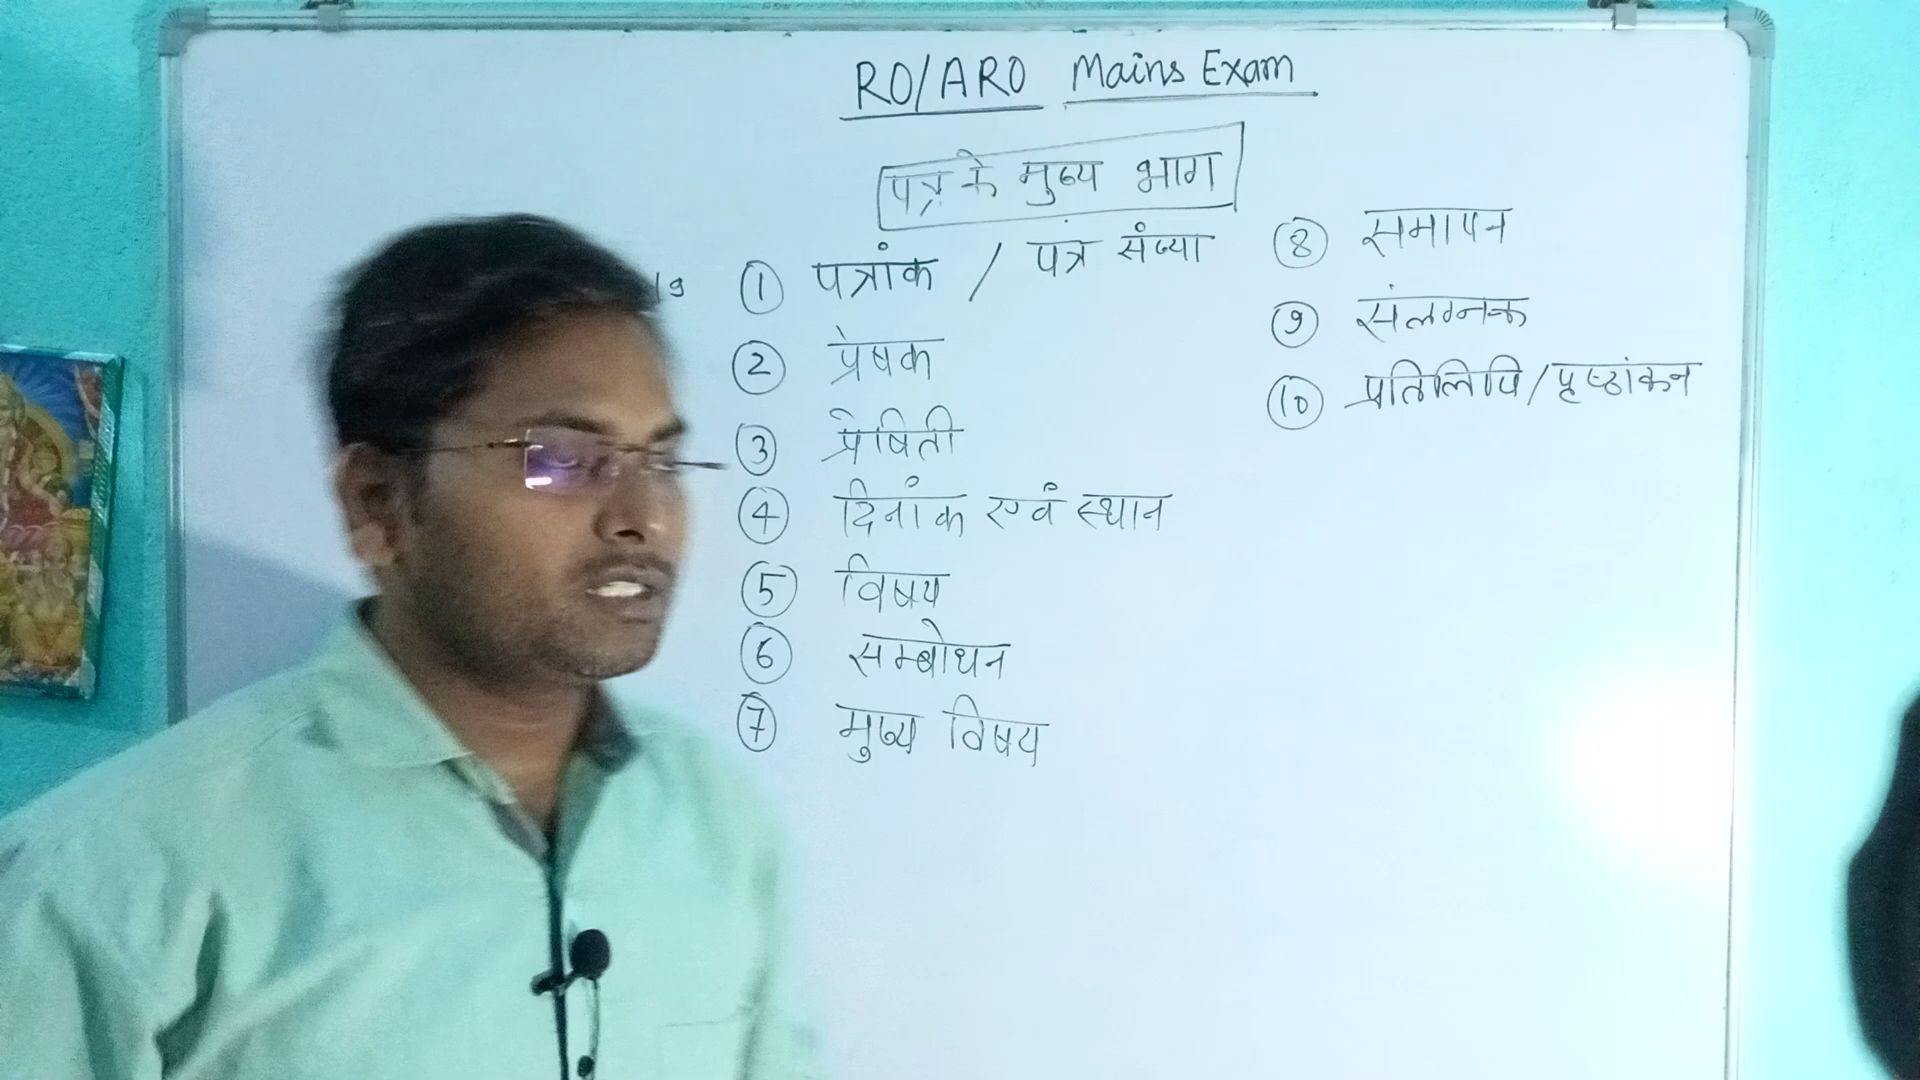 RO/ARO Mains Exam
पत्र के मुख्य भाग
19
① पत्रांक / पत्र संख्या
② प्रेषक
③ प्रेषिती
④ दिनांक एवं स्थान
⑤ विषय
⑥ सम्बोधन
⑦ मुख्य विषय
⑧ समापन
⑨ संलग्नक
⑩ प्रतिलिपि/पृष्ठांकन